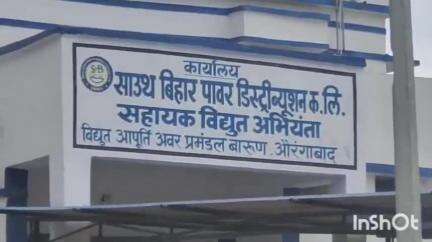 कार्यालय
साउथ बिहार पावर डिस्ट्रीब्यूशन क.लि.
सहायक विद्युत अभियंता
विद्युत आपूर्ति अवर प्रमंडल बारूण, औरंगाबाद
InShOt